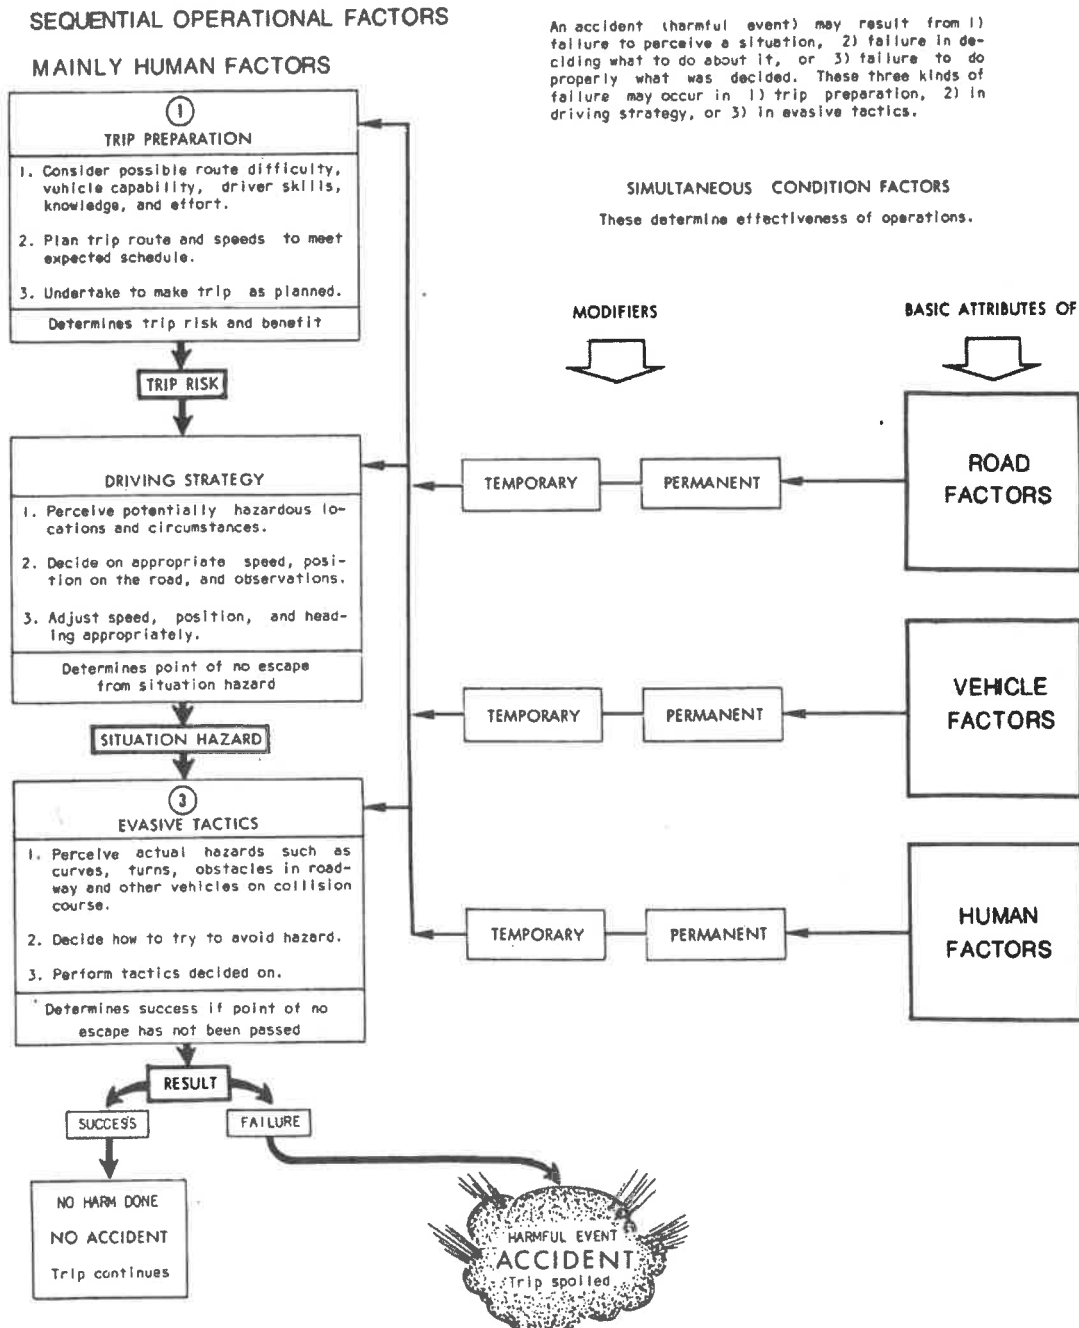 SEQUENTIAL OPERATIONAL FACTORS
MAINLY HUMAN FACTORS
An accident (harmful event) may result from 1)
failure to perceive a situation, 2) failure in de-
ciding what to do about it, or 3) failure to do
properly what was decided. These three kinds of
failure may occur in 1) trip preparation, 2) in
driving strategy, or 3) in evasive tactics.
SIMULTANEOUS CONDITION FACTORS
These determine effectiveness of operations.
1
TRIP PREPARATION
1. Consider possible route difficulty,
vuhicle capability, driver skills,
knowledge, and effort.
2. Plan trip route and speeds to meet
expected schedule.
3. Undertake to make trip as planned.
Determines trip risk and benefit
TRIP RISK
DRIVING STRATEGY
1. Perceive potentially hazardous lo-
cations and circumstances.
2. Decide on appropriate speed, posi-
tion on the road, and observations.
3. Adjust speed, position, and head-
ing appropriately.
Determines point of no escape
from situation hazard
SITUATION HAZARD
3
EVASIVE TACTICS
1. Perceive actual hazards such as
curves, turns, obstacles in road-
way and other vehicles on collision
course.
2. Decide how to try to avoid hazard.
3. Perform tactics decided on.
Determines success if point of no
escape has not been passed
RESULT
SUCCESS
FAILURE
NO HARM DONE
NO ACCIDENT
Trip continues
HARMFUL EVENT
ACCIDENT
Trip spoiled
MODIFIERS
BASIC ATTRIBUTES OF
TEMPORARY
PERMANENT
ROAD
FACTORS
TEMPORARY
PERMANENT
VEHICLE
FACTORS
TEMPORARY
PERMANENT
HUMAN
FACTORS